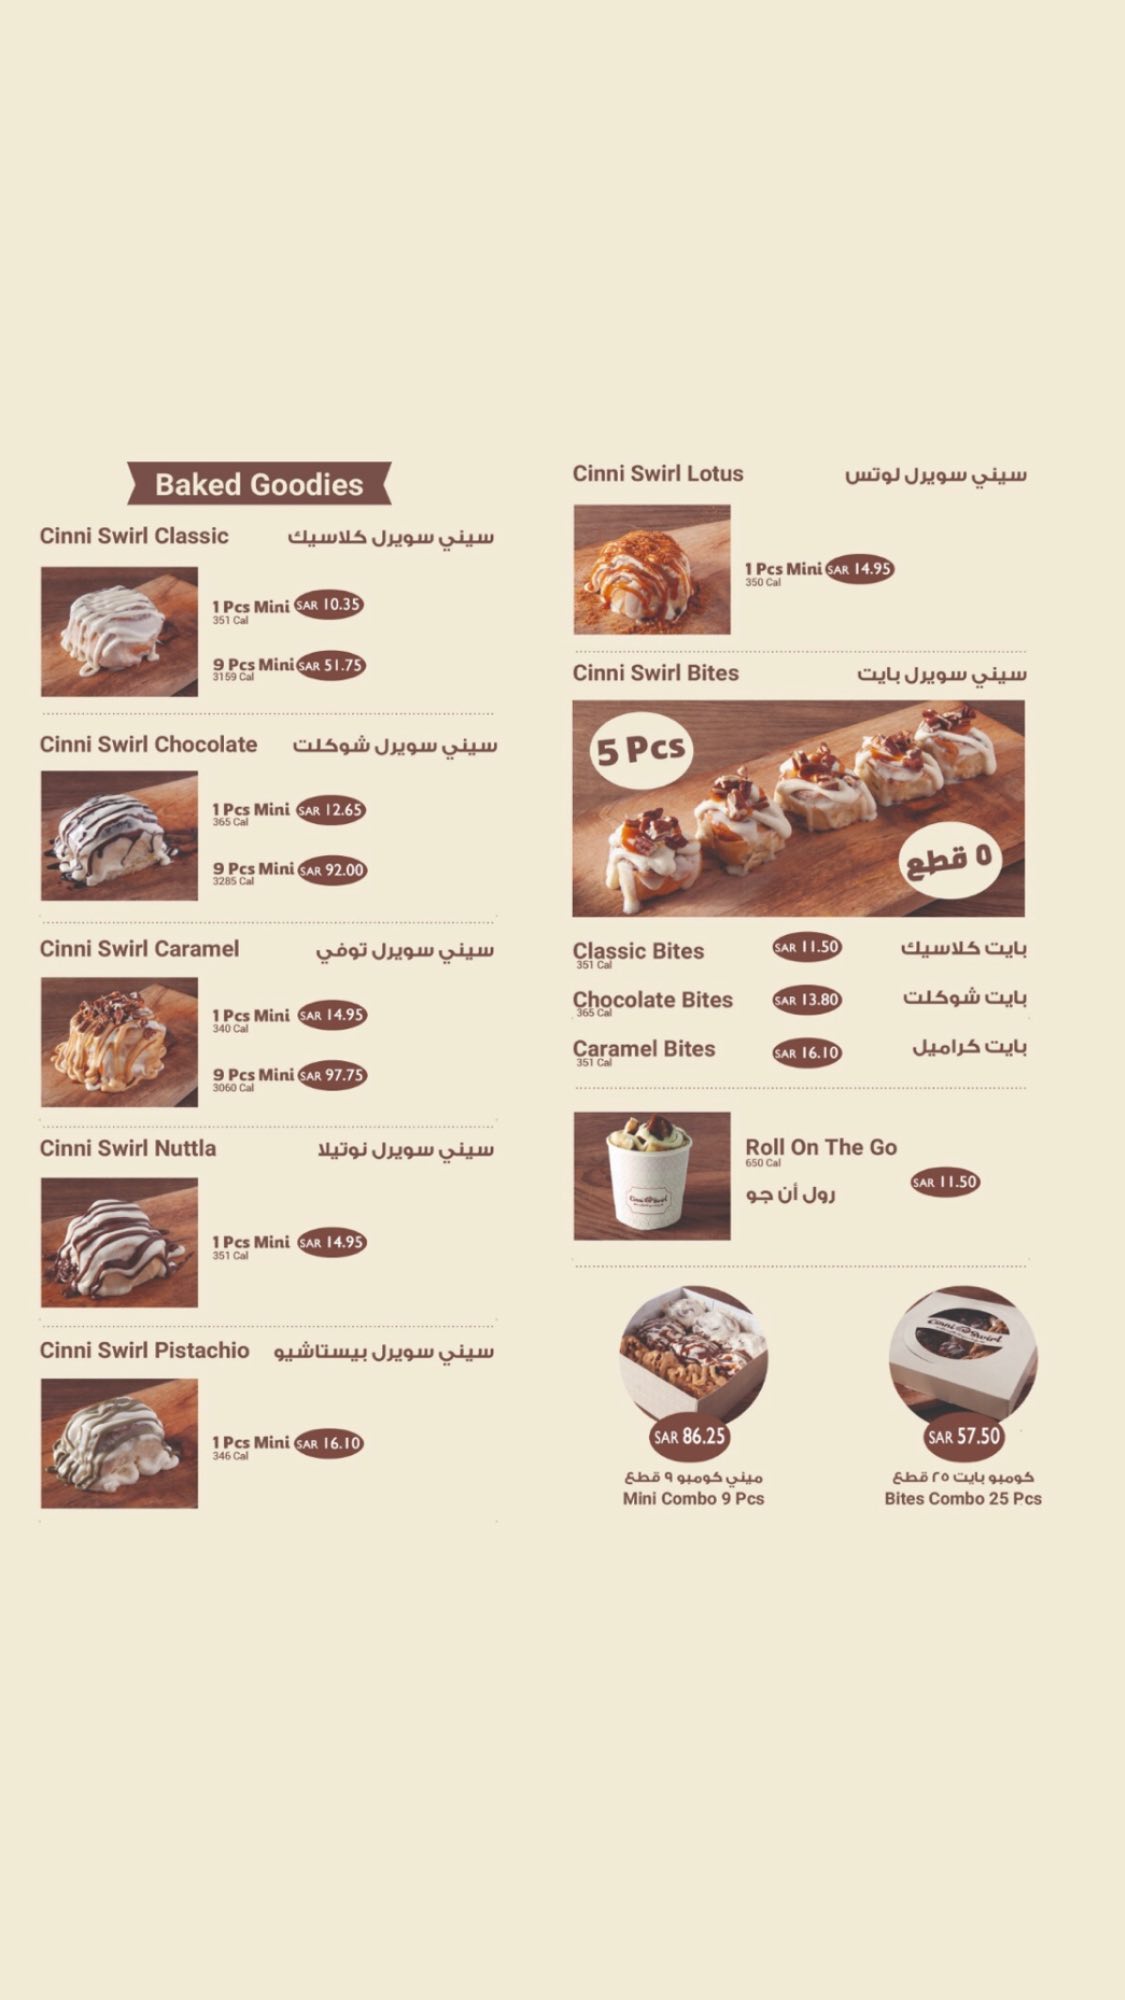 Baked Goodies
Cinni Swirl Classic سيني سويرل كلاسيك
1 Pcs Mini SAR 10.35
351 Cal
9 Pcs Mini SAR 51.75
3159 Cal
Cinni Swirl Chocolate سيني سويرل شوكلت
1 Pcs Mini SAR 12.65
365 Cal
9 Pcs Mini SAR 92.00
3285 Cal
Cinni Swirl Caramel سيني سويرل توفي
1 Pcs Mini SAR 14.95
340 Cal
9 Pcs Mini SAR 97.75
3060 Cal
Cinni Swirl Nuttla سيني سويرل نوتيلا
1 Pcs Mini SAR 14.95
351 Cal
Cinni Swirl Pistachio سيني سويرل بيستاشيو
1 Pcs Mini SAR 16.10
346 Cal
Cinni Swirl Lotus سيني سويرل لوتس
1 Pcs Mini SAR 14.95
350 Cal
Cinni Swirl Bites سيني سويرل بايت
5 Pcs
٥ قطع
Classic Bites SAR 11.50 بايت كلاسيك
351 Cal
Chocolate Bites SAR 13.80 بايت شوكلت
365 Cal
Caramel Bites SAR 16.10 بايت كراميل
351 Cal
Cinni Swirl
Roll On The Go
650 Cal
SAR 11.50
رول أن جو
Cinni Swirl
SAR 86.25
ميني كومبو ٩ قطع
Mini Combo 9 Pcs
SAR 57.50
كومبو بايت ٢٥ قطع
Bites Combo 25 Pcs